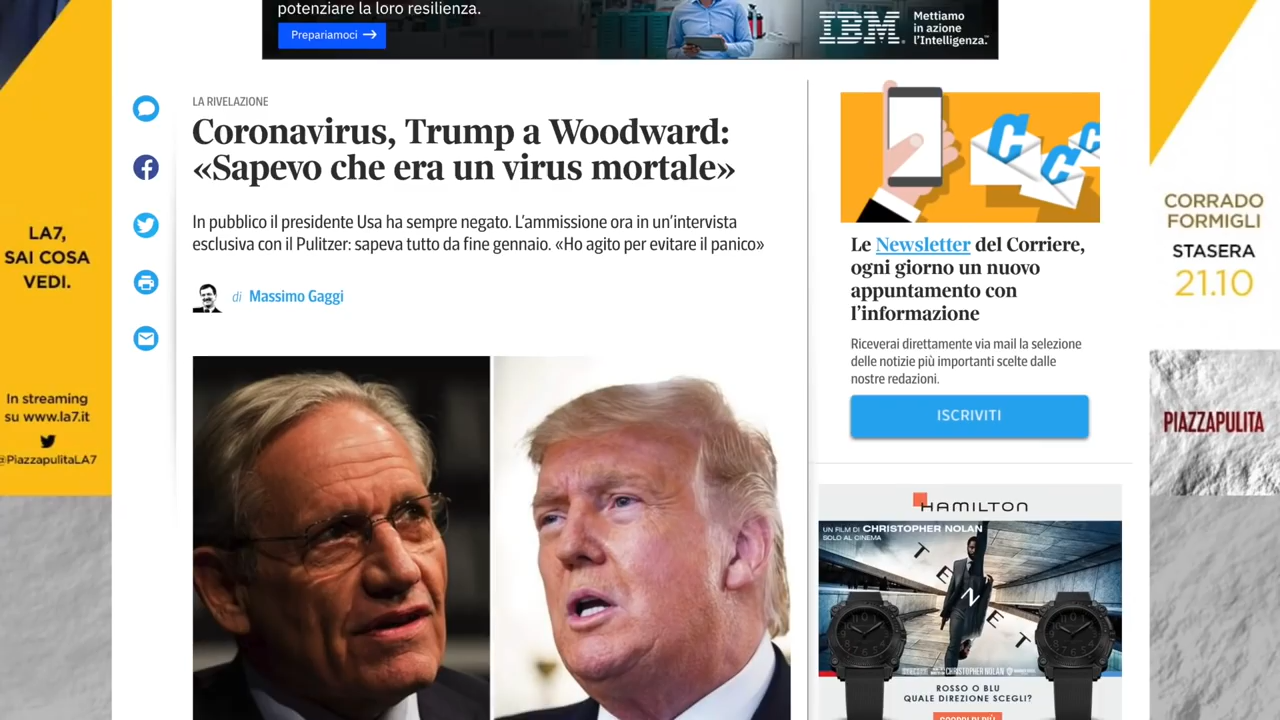 potenziare la loro resilienza.
Prepariamoci
IBM
Mettiamo
in azione
l'Intelligenza.
LA RIVELAZIONE
Coronavirus, Trump a Woodward:
«Sapevo che era un virus mortale»
In pubblico il presidente Usa ha sempre negato. L'ammissione ora in un'intervista
esclusiva con il Pulitzer: sapeva tutto da fine gennaio. «Ho agito per evitare il panico»
di Massimo Gaggi
LA7,
SAI COSA
VEDI.
In streaming
su www.la7.it
@PiazzapulitaLA7
C
C
C
Le Newsletter del Corriere,
ogni giorno un nuovo
appuntamento con
l'informazione
Riceverai direttamente via mail la selezione
delle notizie più importanti scelte dalle
nostre redazioni.
ISCRIVITI
HAMILTON
UN FILM DI CHRISTOPHER NOLAN
SOLO AL CINEMA
TENET
ROSSO O BLU
QUALE DIREZIONE SCEGLI?
SCOPRI DI PIÙ
CORRADO
FORMIGLI
STASERA
21.10
PIAZZAPULITA